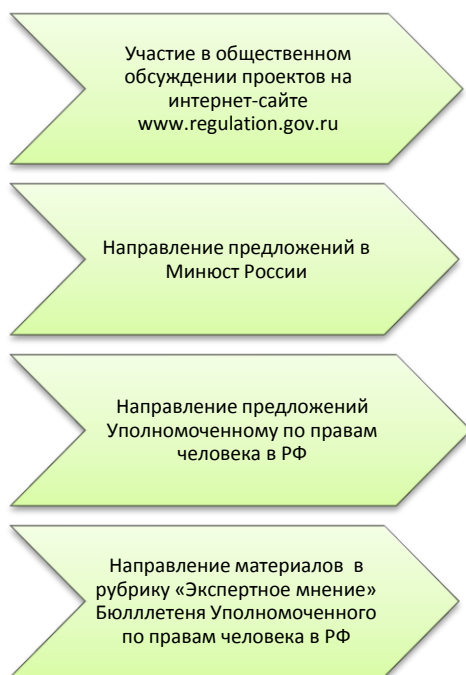 Участие в общественном
обсуждении проектов на
интернет-сайте
www.regulation.gov.ru
Направление предложений в
Минюст России
Направление предложений
Уполномоченному по правам
человека в РФ
Направление материалов в
рубрику «Экспертное мнение»
Бюлллетеня Уполномоченного
по правам человека в РФ